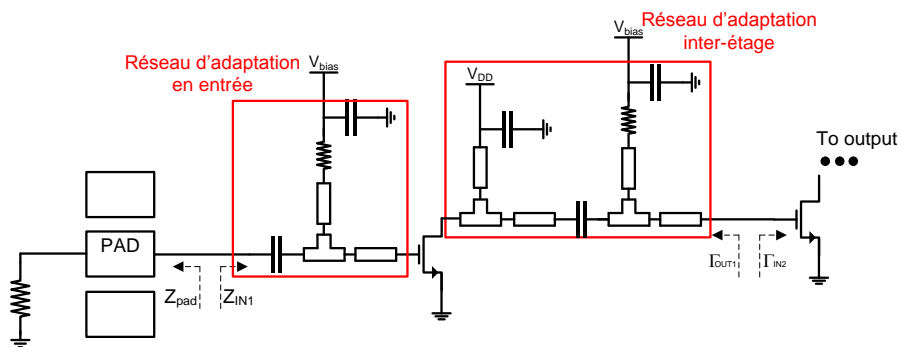 Réseau d'adaptation
en entrée
Vbias
Réseau d'adaptation
inter-étage
Vbias
VDD
To output
PAD
Zpad
ZIN1
ΓOUT1
ΓIN2